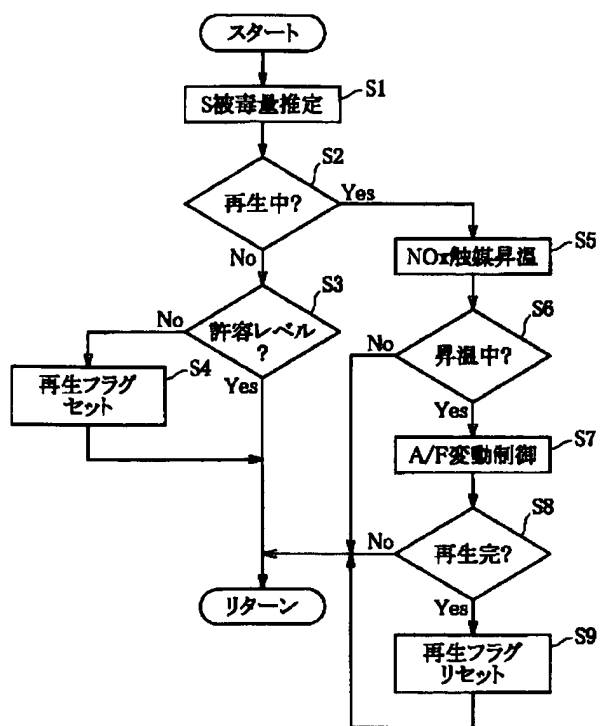 スタート
S被毒量推定
S1
再生中?
S2
Yes
No
NOx触媒昇温
S5
許容レベル
?
S3
No
Yes
再生フラグ
セット
S4
昇温中?
S6
No
Yes
A/F変動制御
S7
再生完?
S8
No
Yes
リターン
再生フラグ
リセット
S9